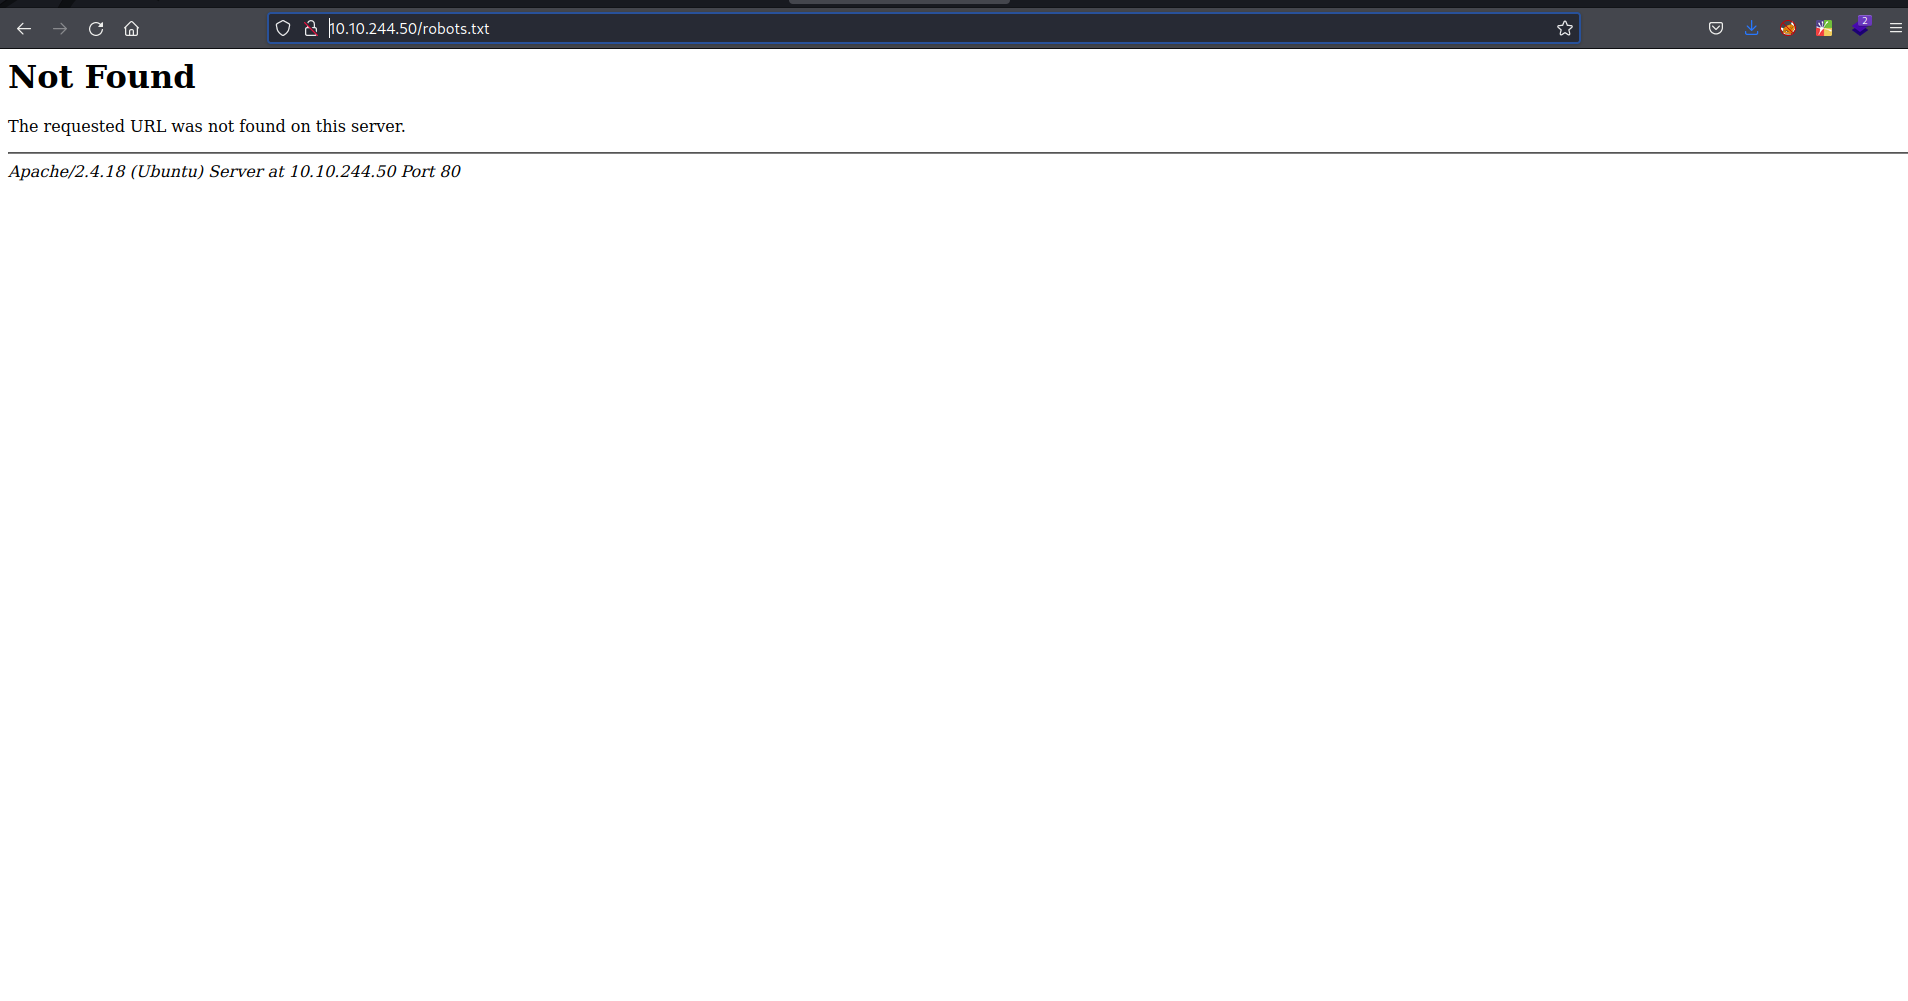 10.10.244.50/robots.txt
2
Not Found
The requested URL was not found on this server.
Apache/2.4.18 (Ubuntu) Server at 10.10.244.50 Port 80